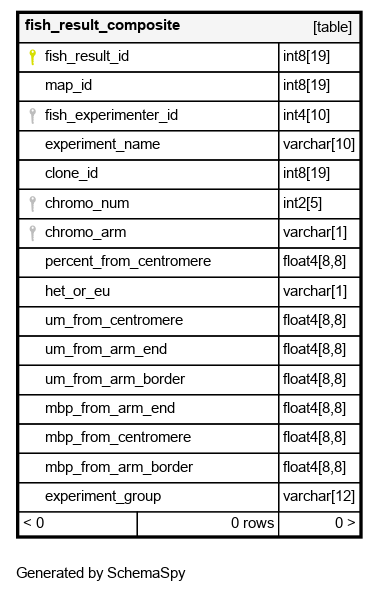 fish_result_composite [table]
fish_result_id int8[19]
map_id int8[19]
fish_experimenter_id int4[10]
experiment_name varchar[10]
clone_id int8[19]
chromo_num int2[5]
chromo_arm varchar[1]
percent_from_centromere float4[8,8]
het_or_eu varchar[1]
um_from_centromere float4[8,8]
um_from_arm_end float4[8,8]
um_from_arm_border float4[8,8]
mbp_from_arm_end float4[8,8]
mbp_from_centromere float4[8,8]
mbp_from_arm_border float4[8,8]
experiment_group varchar[12]
< 0 0 rows 0 >
Generated by SchemaSpy